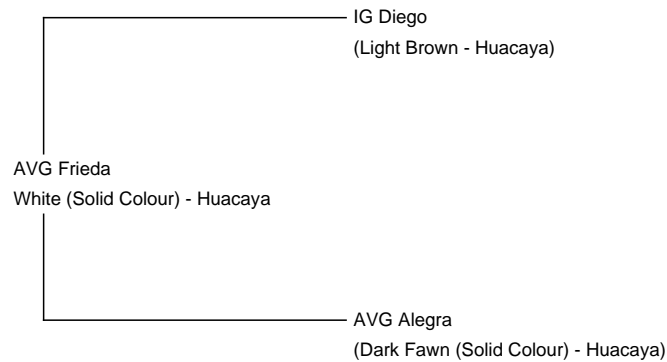 IG Diego
(Light Brown - Huacaya)
AVG Frieda
White (Solid Colour) - Huacaya
AVG Alegra
(Dark Fawn (Solid Colour) - Huacaya)